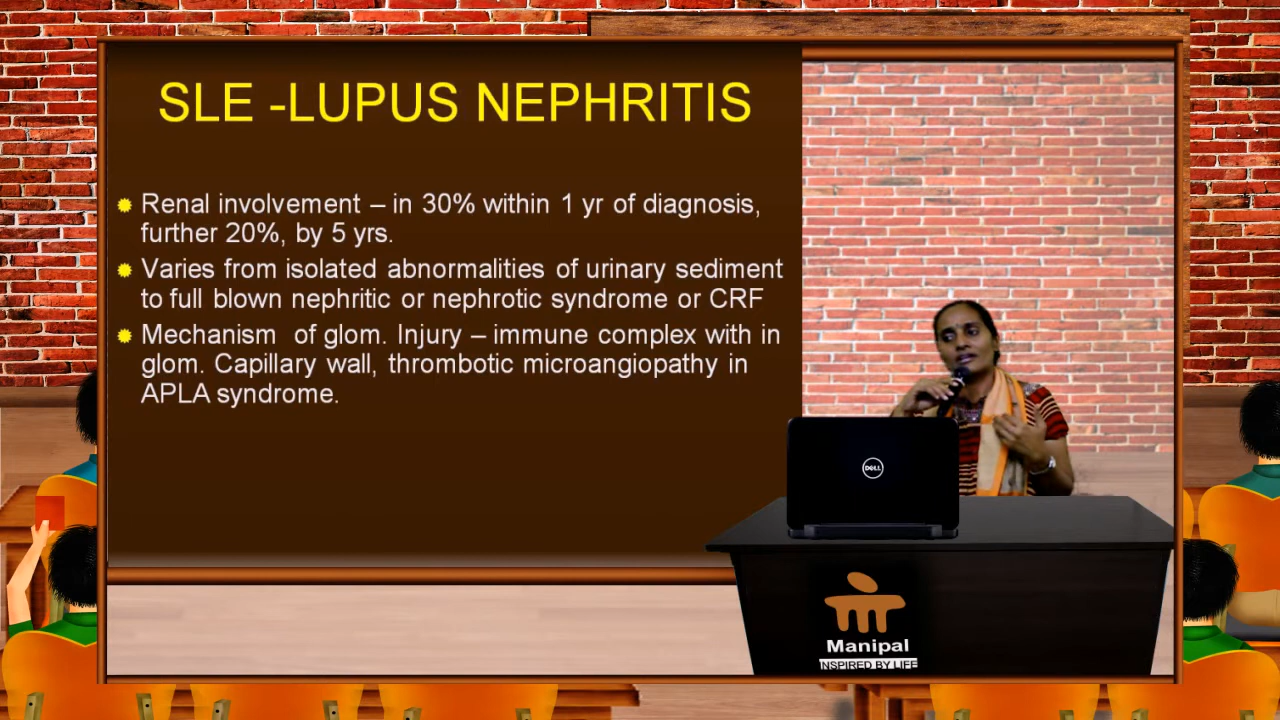 SLE -LUPUS NEPHRITIS
Renal involvement – in 30% within 1 yr of diagnosis,
further 20%, by 5 yrs.
Varies from isolated abnormalities of urinary sediment
to full blown nephritic or nephrotic syndrome or CRF
Mechanism of glom. Injury – immune complex with in
glom. Capillary wall, thrombotic microangiopathy in
APLA syndrome.
DELL
Manipal
INSPIRED BY LIFE